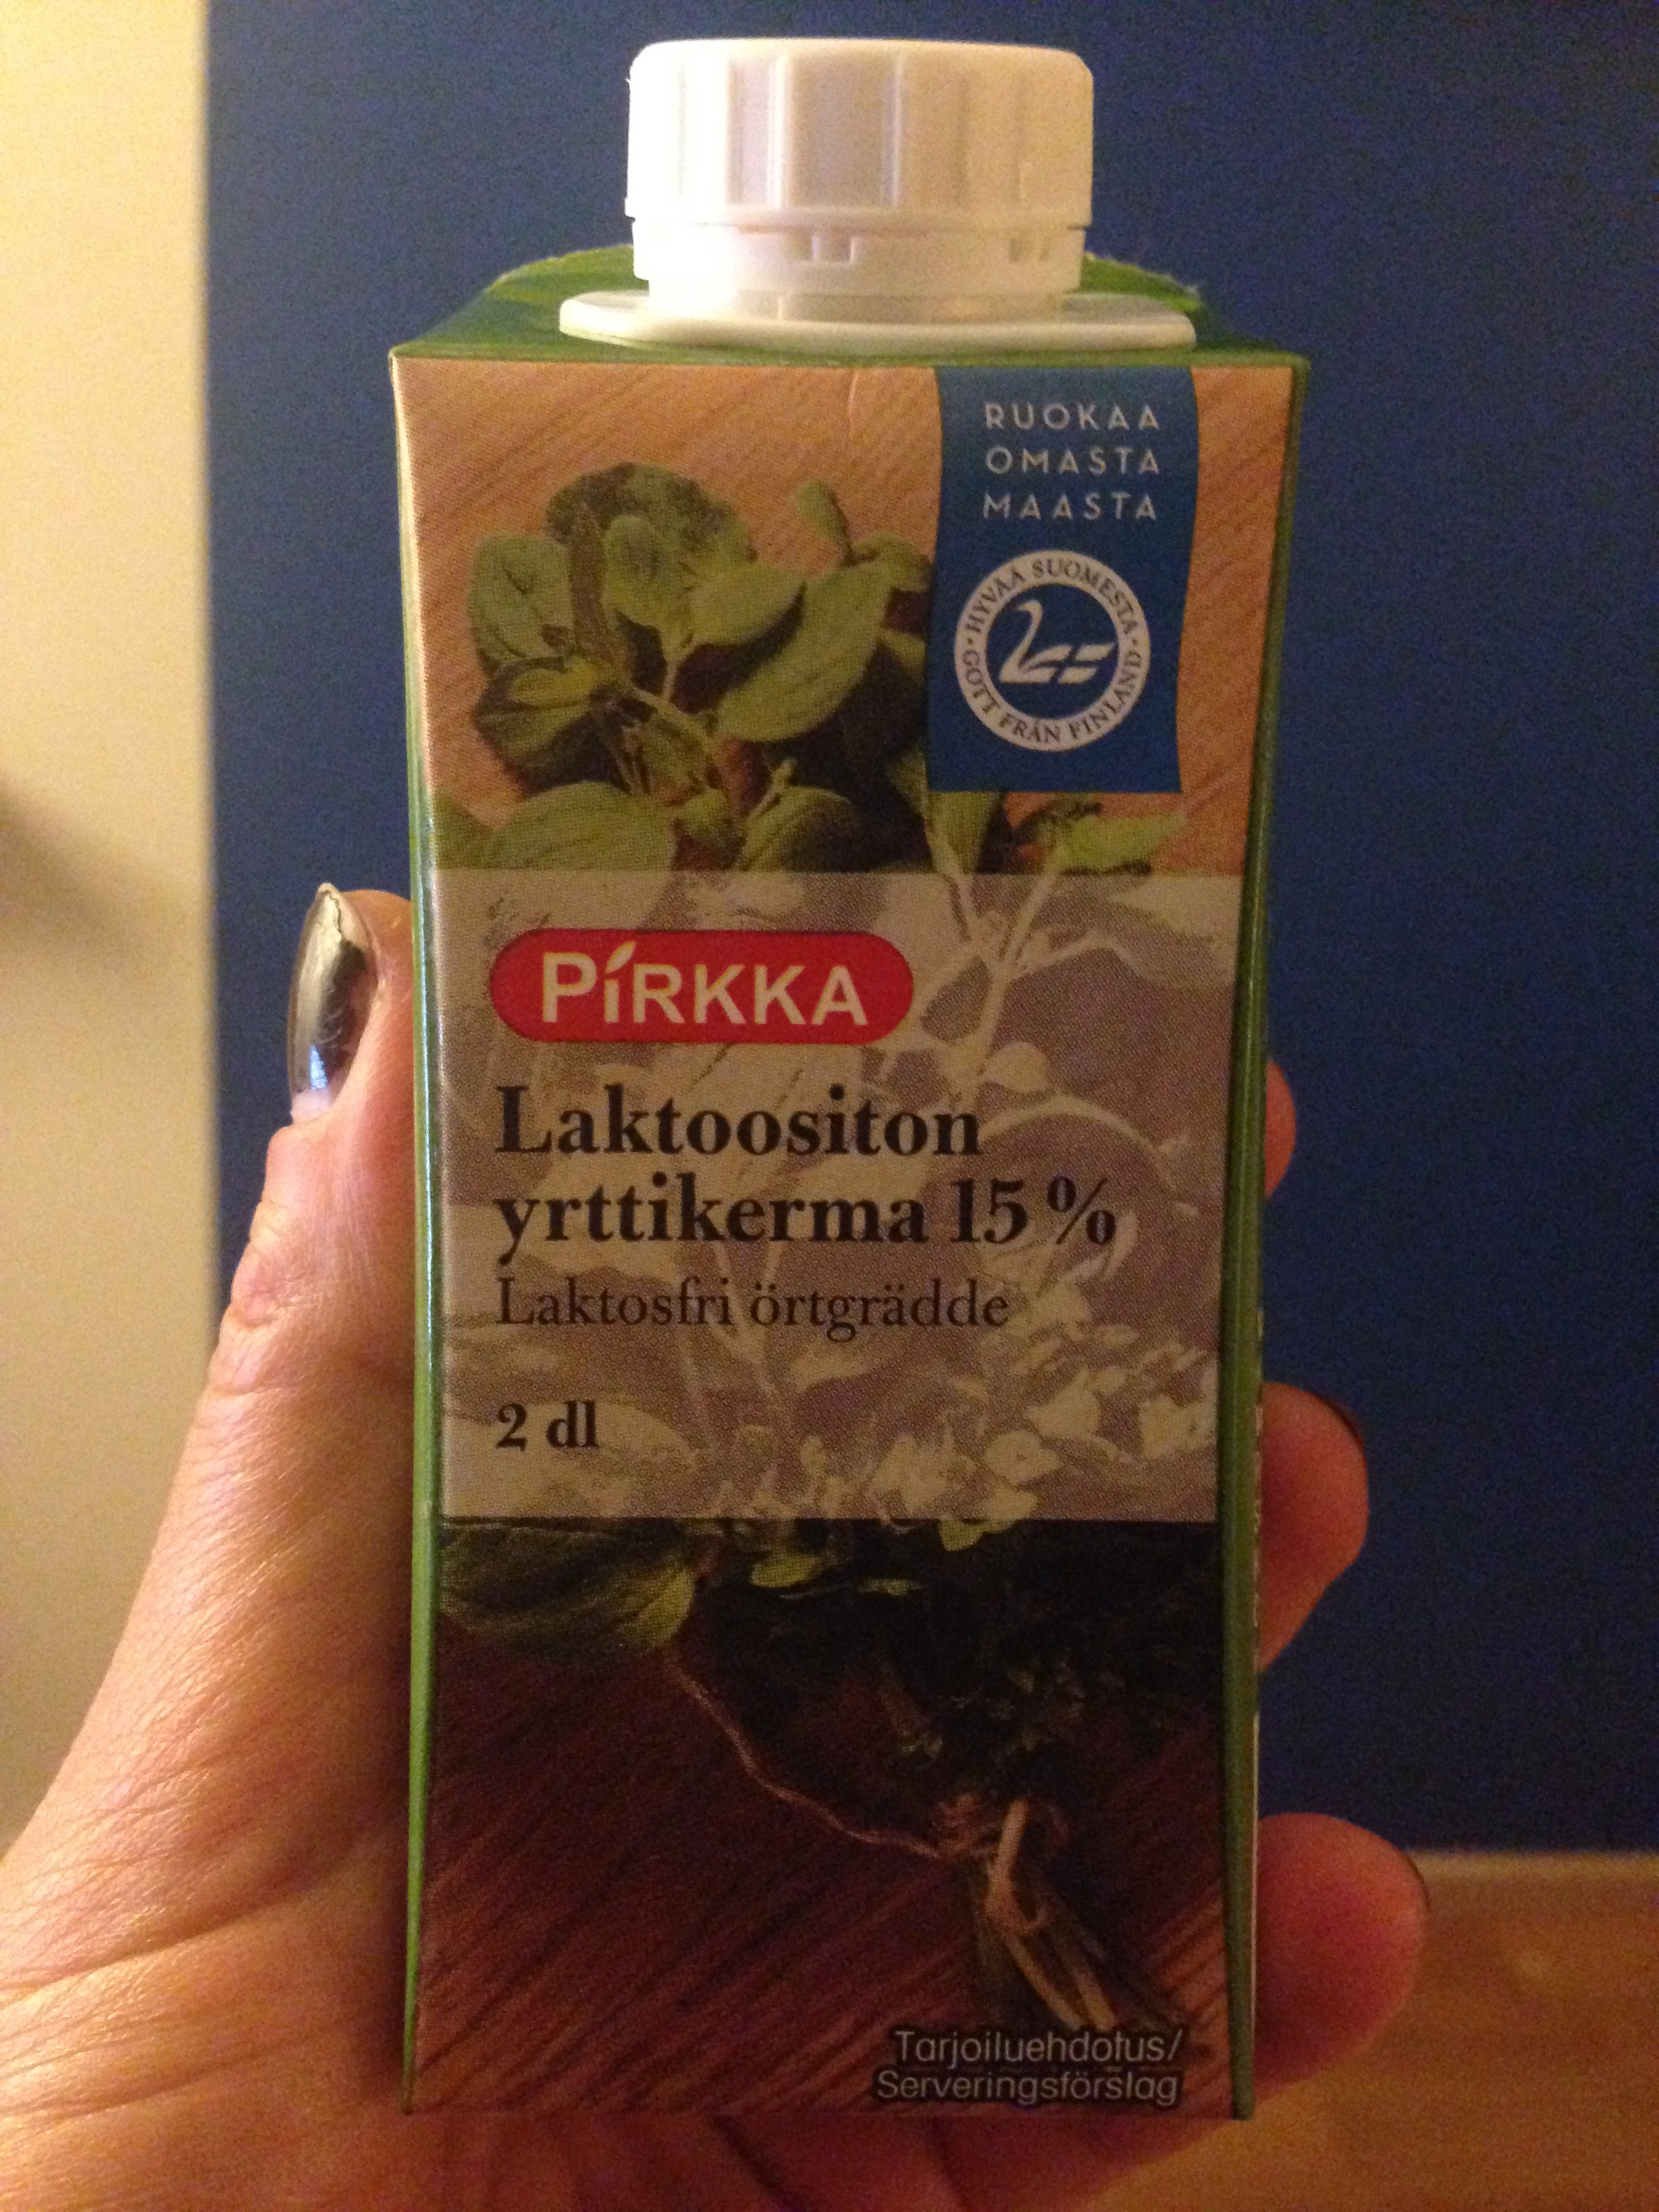 RUOKAA
OMASTA
MAASTA
HYVÄÄ SUOMESTA
GOTT FRÅN FINLAND
PIRKKA
Laktoositon
yrttikerma 15 %
Laktosfri örtgrädde
2 dl
Tarjoiluehdotus/
Serveringsförslag